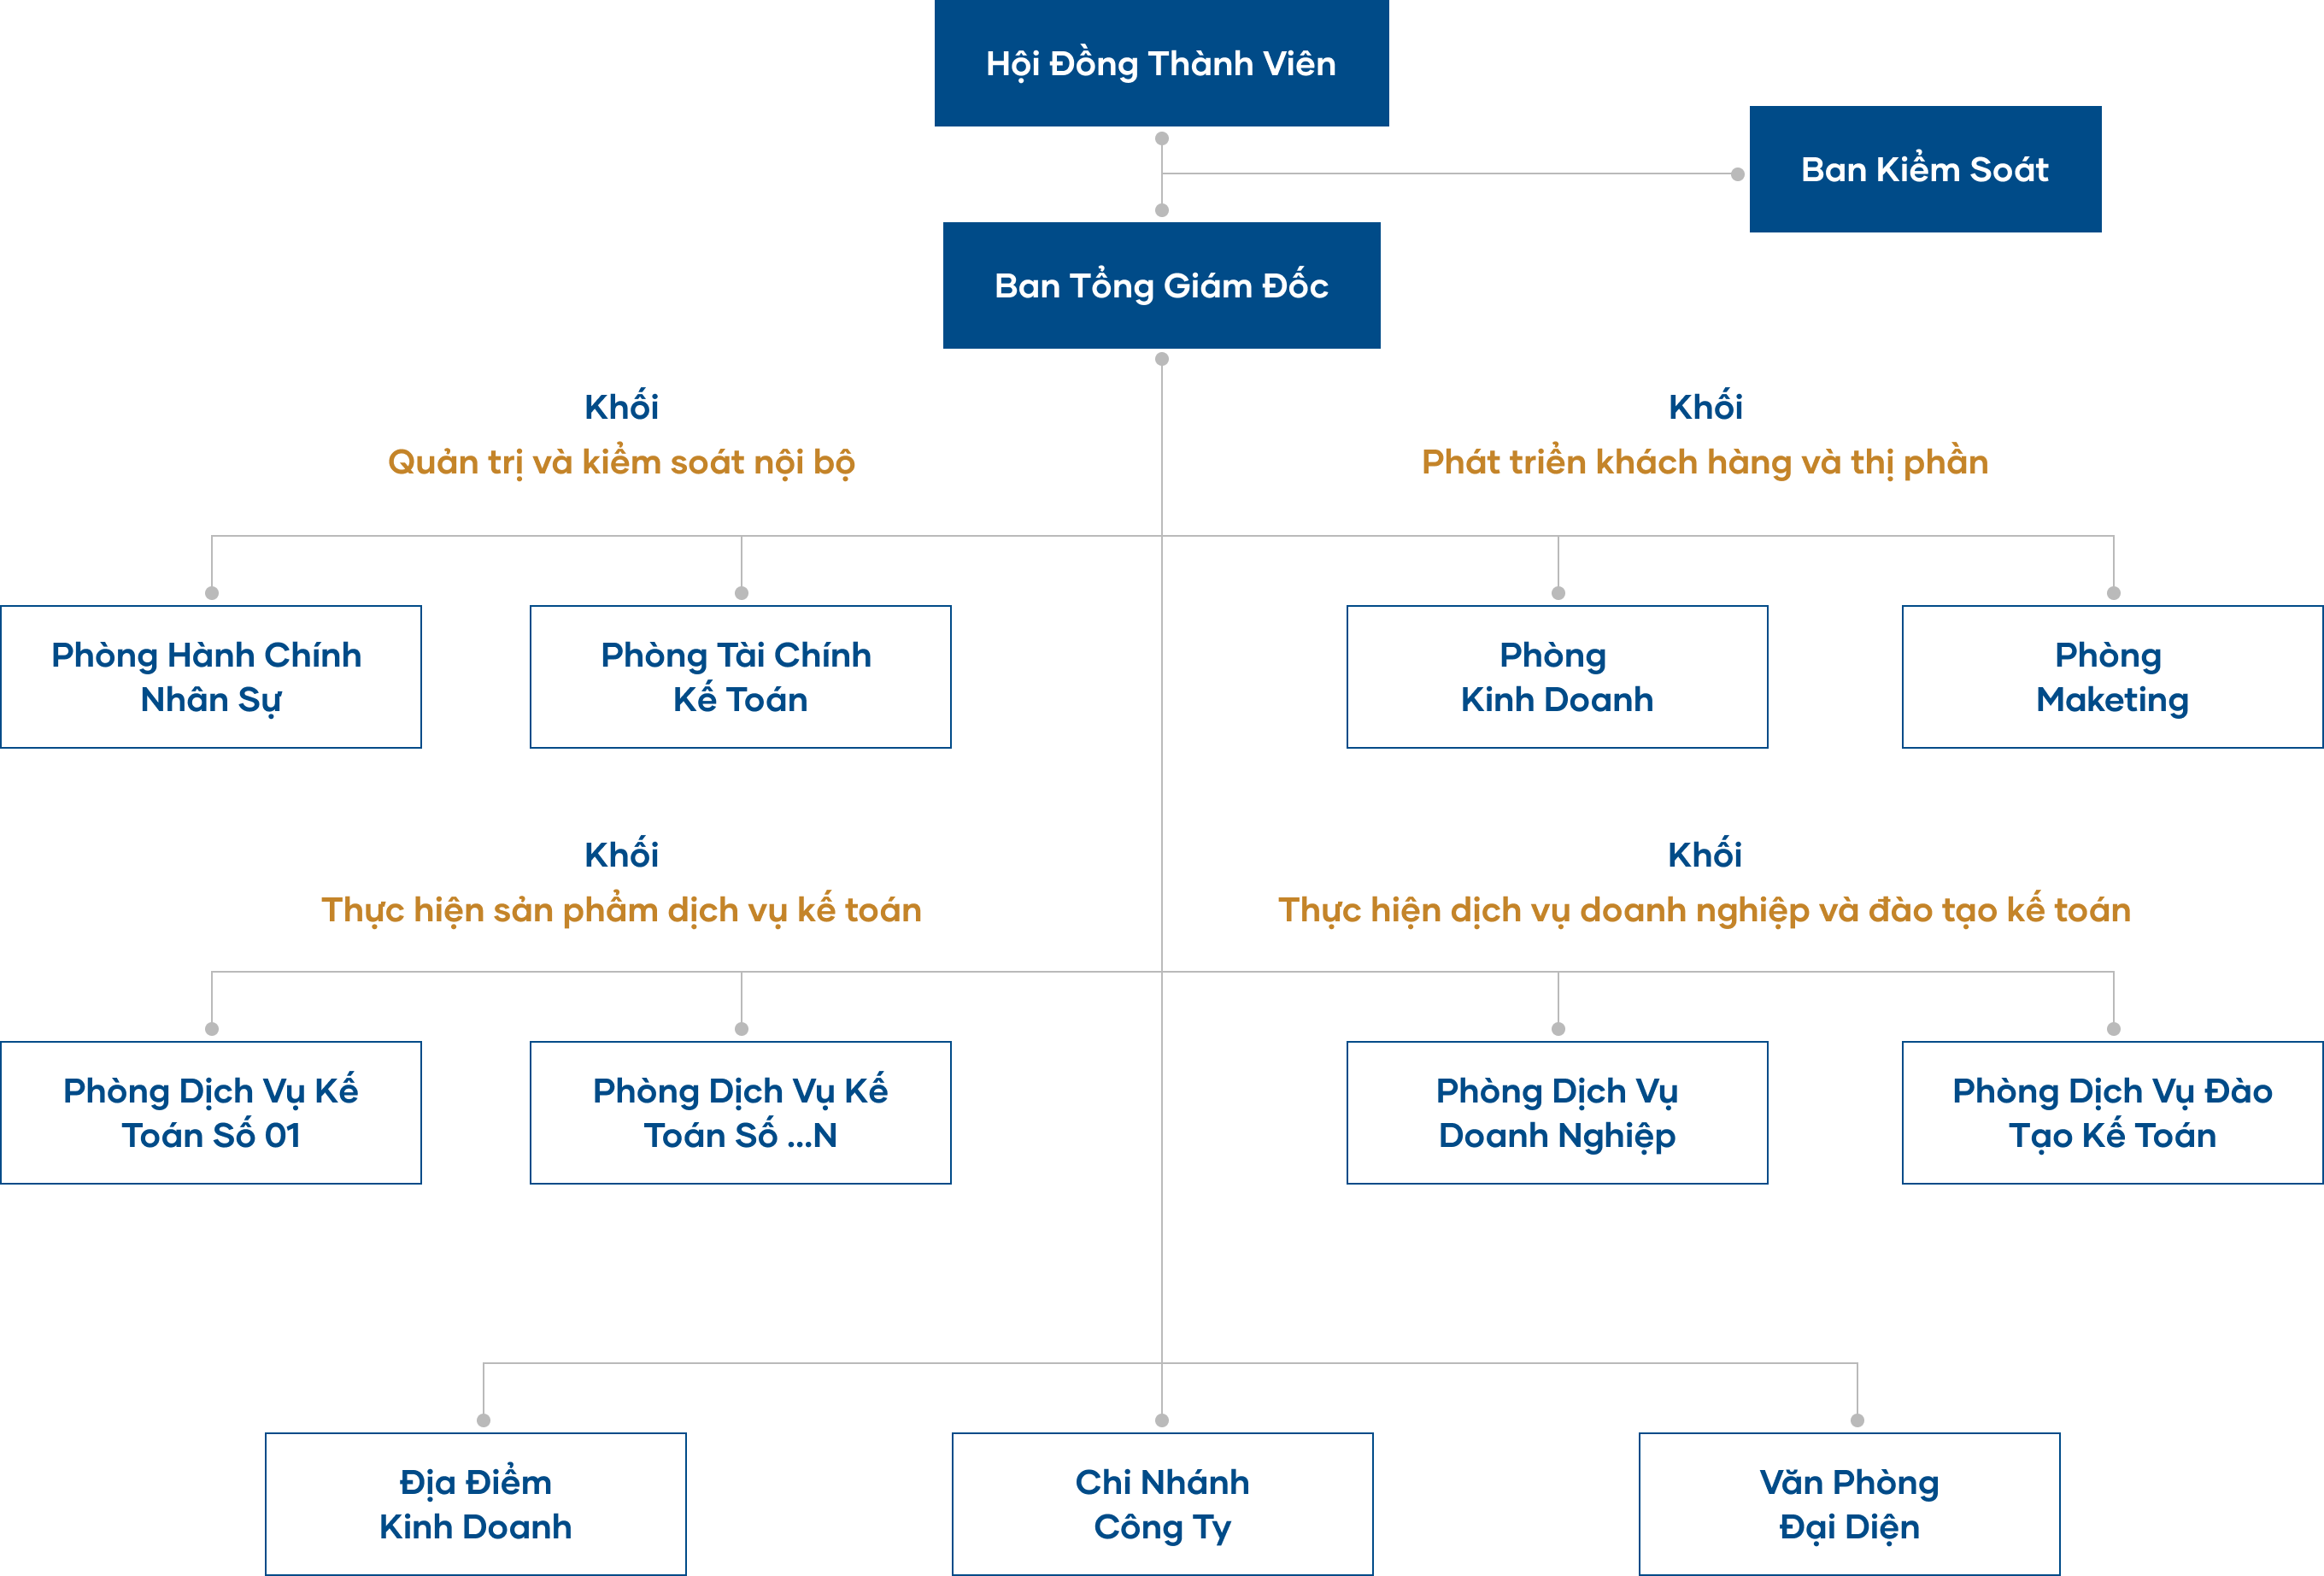 Hội Đồng Thành Viên
Ban Kiểm Soát
Ban Tổng Giám Đốc
Khối
Quản trị và kiểm soát nội bộ
Khối
Phát triển khách hàng và thị phần
Phòng Hành Chính
Nhân Sự
Phòng Tài Chính
Kế Toán
Phòng
Kinh Doanh
Phòng
Maketing
Khối
Thực hiện sản phẩm dịch vụ kế toán
Khối
Thực hiện dịch vụ doanh nghiệp và đào tạo kế toán
Phòng Dịch Vụ Kế
Toán Số 01
Phòng Dịch Vụ Kế
Toán Số ...N
Phòng Dịch Vụ
Doanh Nghiệp
Phòng Dịch Vụ Đào
Tạo Kế Toán
Địa Điểm
Kinh Doanh
Chi Nhánh
Công Ty
Văn Phòng
Đại Diện